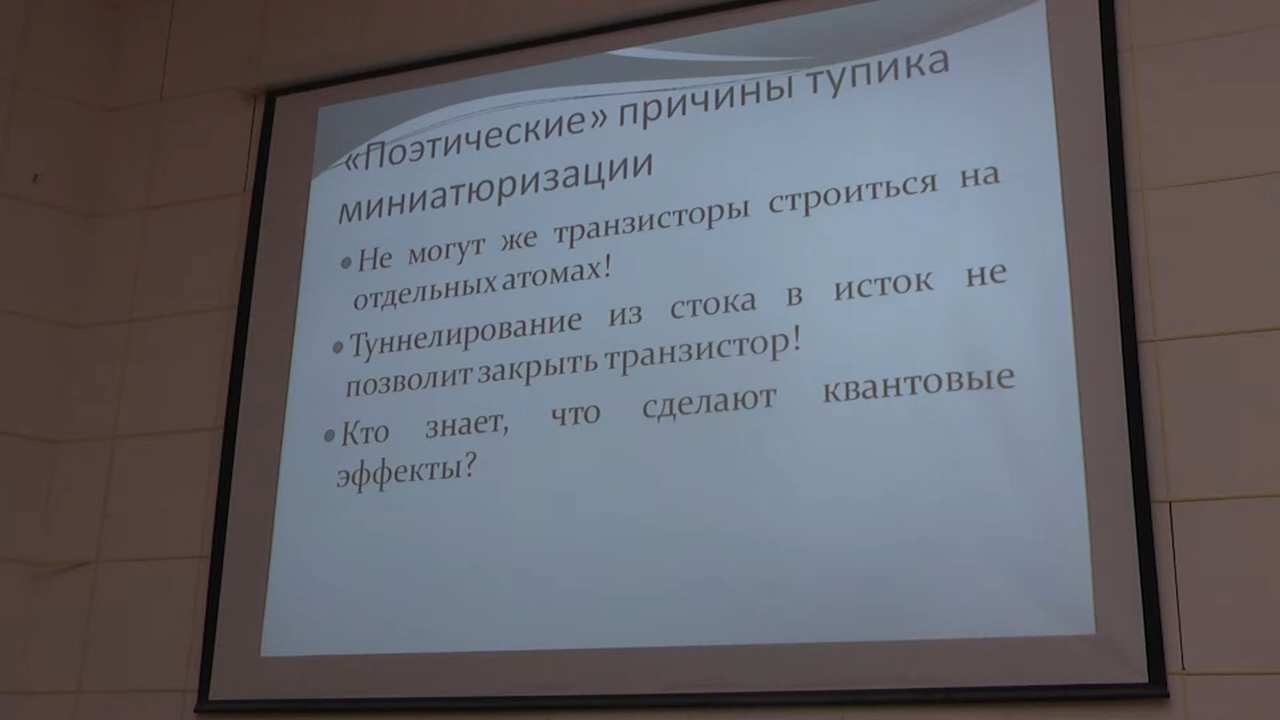 «Поэтические» причины тупика
миниатюризации
•Не могут же транзисторы строиться на
отдельных атомах!
•Туннелирование из стока в исток не
позволит закрыть транзистор!
•Кто знает, что сделают квантовые
эффекты?